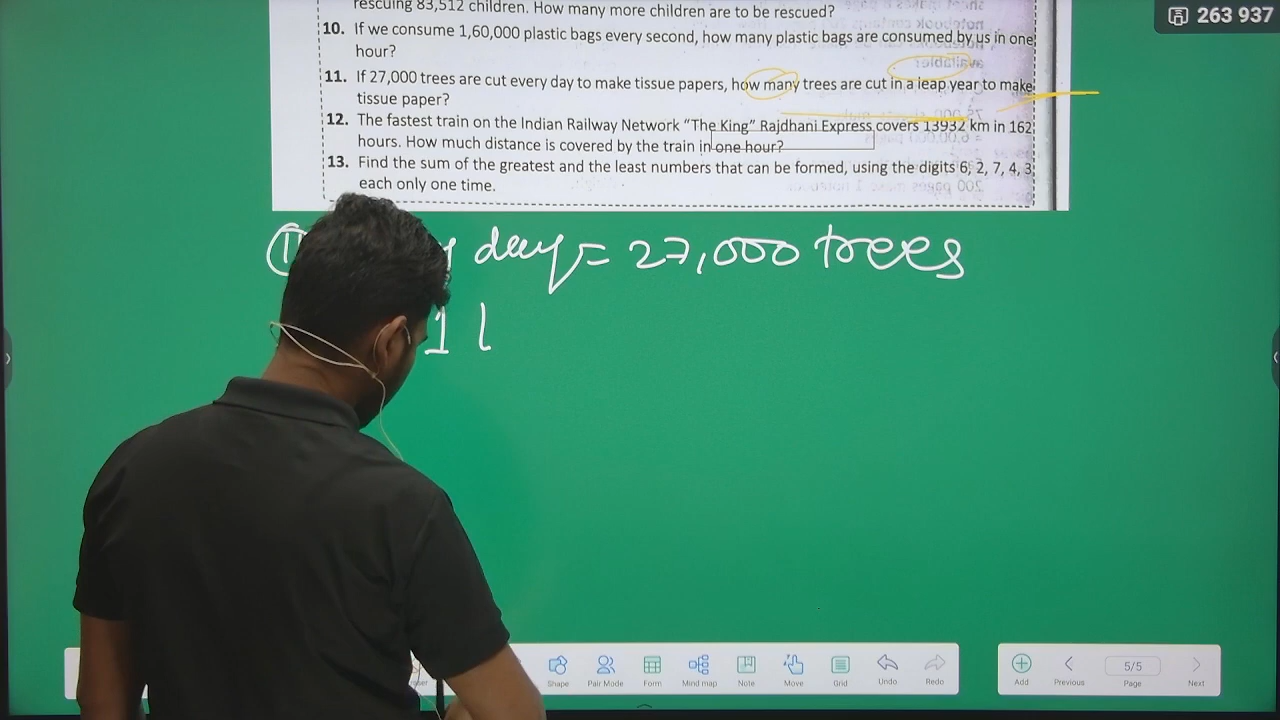 rescuing 83,512 children. How many more children are to be rescued?
263 937
10. If we consume 1,60,000 plastic bags every second, how many plastic bags are consumed by us in one
hour?
11. If 27,000 trees are cut every day to make tissue papers, how many trees are cut in a leap year to make
tissue paper?
12. The fastest train on the Indian Railway Network "The King" Rajdhani Express covers 13932 km in 162
hours. How much distance is covered by the train in one hour?
13. Find the sum of the greatest and the least numbers that can be formed, using the digits 6, 2, 7, 4, 3
each only one time.
day = 27,000 trees
1 l
Shape Pair Mode Form Mind map Note Move Grid Undo Redo
Add Previous 5/5 Page Next